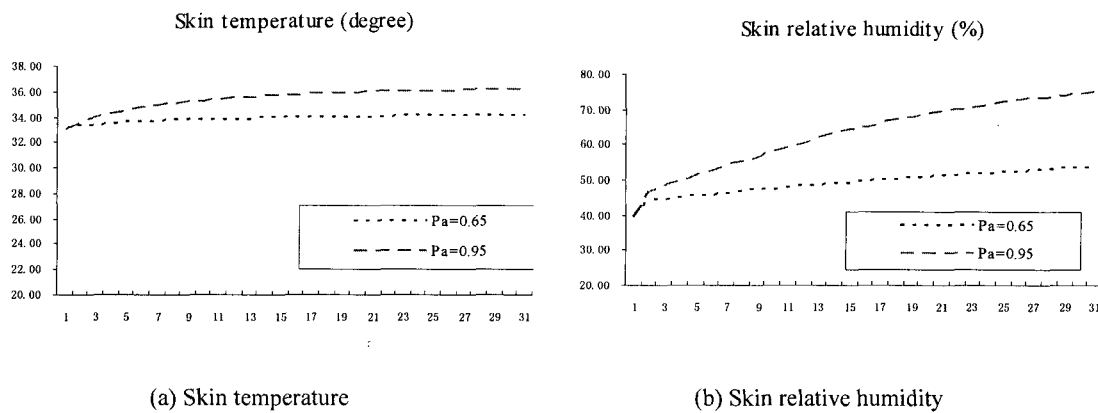 Skin temperature (degree)
38.00
36.00
34.00
32.00
30.00
28.00
26.00
24.00
22.00
20.00
Pa=0.65
Pa=0.95
1 3 5 7 9 11 13 15 17 19 21 23 25 27 29 31
(a) Skin temperature
Skin relative humidity (%)
80.00
70.00
60.00
50.00
40.00
30.00
20.00
Pa=0.65
Pa=0.95
1 3 5 7 9 11 13 15 17 19 21 23 25 27 29 31
(b) Skin relative humidity